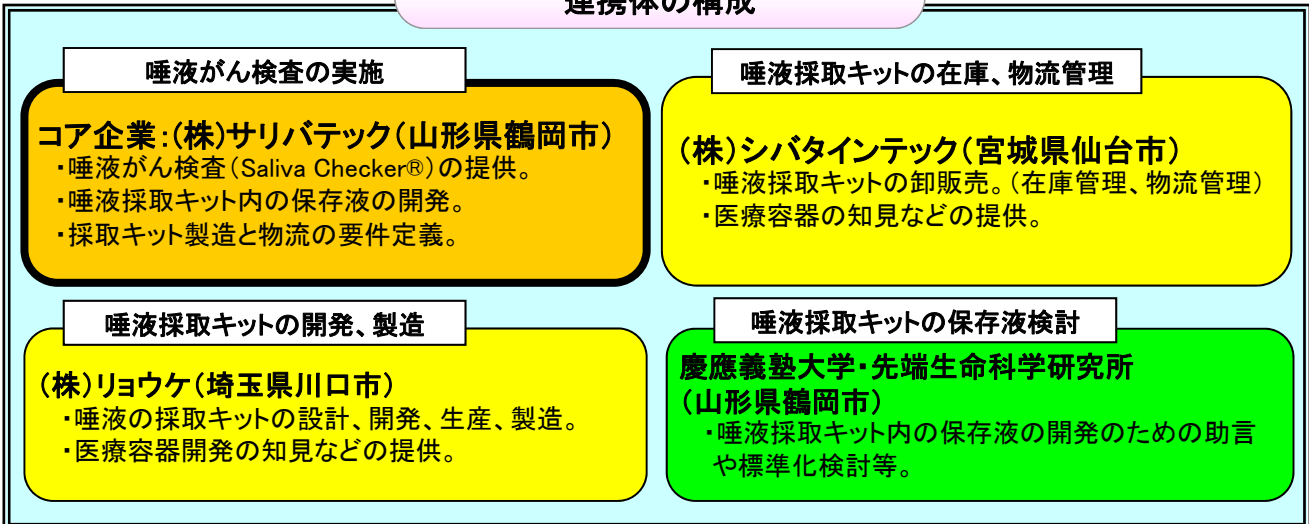 連携体の構成
唾液がん検査の実施
コア企業:(株)サリバテック(山形県鶴岡市)
・唾液がん検査(Saliva Checker®)の提供。
・唾液採取キット内の保存液の開発。
・採取キット製造と物流の要件定義。
唾液採取キットの在庫、物流管理
(株)シバタインテック(宮城県仙台市)
・唾液採取キットの卸販売。(在庫管理、物流管理)
・医療容器の知見などの提供。
唾液採取キットの開発、製造
(株)リョウケ(埼玉県川口市)
・唾液の採取キットの設計、開発、生産、製造。
・医療容器開発の知見などの提供。
唾液採取キットの保存液検討
慶應義塾大学・先端生命科学研究所
(山形県鶴岡市)
・唾液採取キット内の保存液の開発のための助言
や標準化検討等。